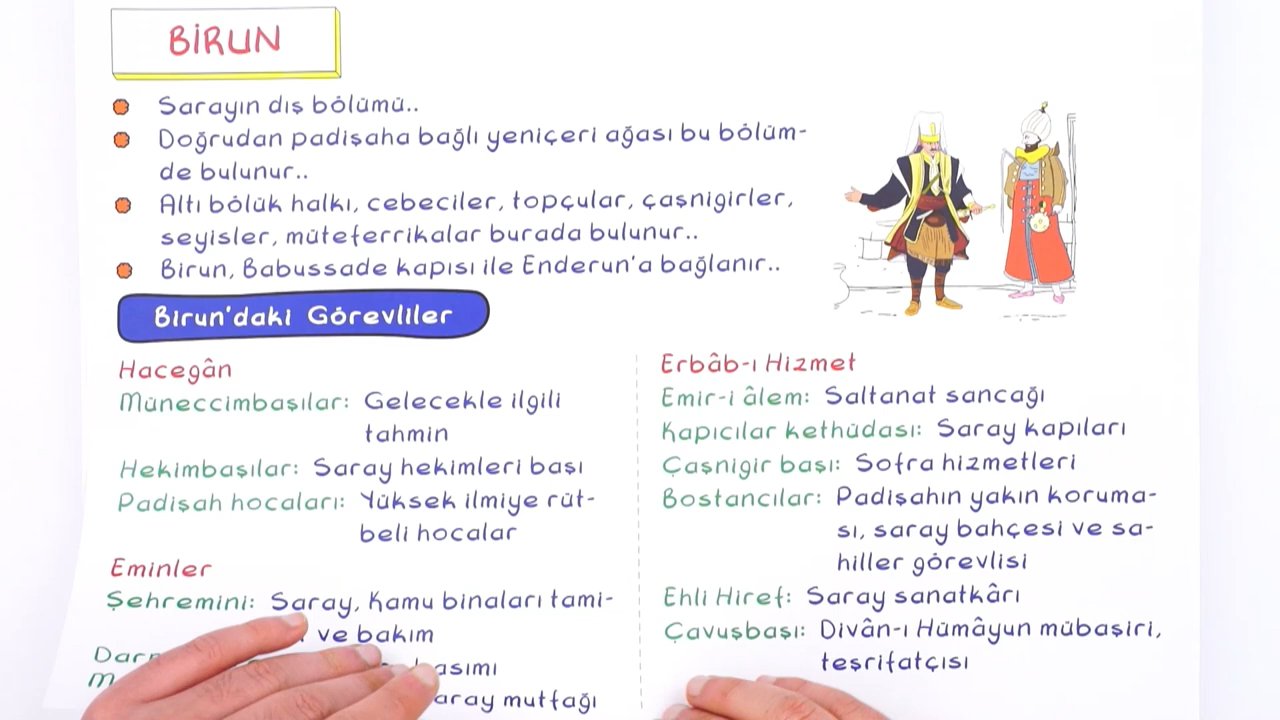 BİRUN
Sarayın dış bölümü..
Doğrudan padişaha bağlı yeniçeri ağası bu bölüm-
de bulunur..
Altı bölük halkı, cebeciler, topçular, çaşnigirler,
seyisler, müteferrikalar burada bulunur..
Birun, Babussade kapısı ile Enderun'a bağlanır..
Birun'daki Görevliler
Hacegân
Müneccimbaşılar: Gelecekle ilgili
tahmin
Hekimbaşılar: Saray hekimleri başı
Padişah hocaları: Yüksek ilmiye rüt-
beli hocalar
Eminler
Şehremini: Saray, Kamu binaları tami-
ve bakım
asımı
aray mutfağı
Erbâb-ı Hizmet
Emir-i âlem: Saltanat sancağı
Kapıcılar kethüdası: Saray kapıları
Çaşnigir başı: Sofra hizmetleri
Bostancılar: Padişahın yakın koruma-
sı, saray bahçesi ve sa-
hiller görevlisi
Ehli Hiref: Saray sanatkârı
Çavuşbaşı: Divân-ı Hümâyun mübaşiri,
teşrifatçısı